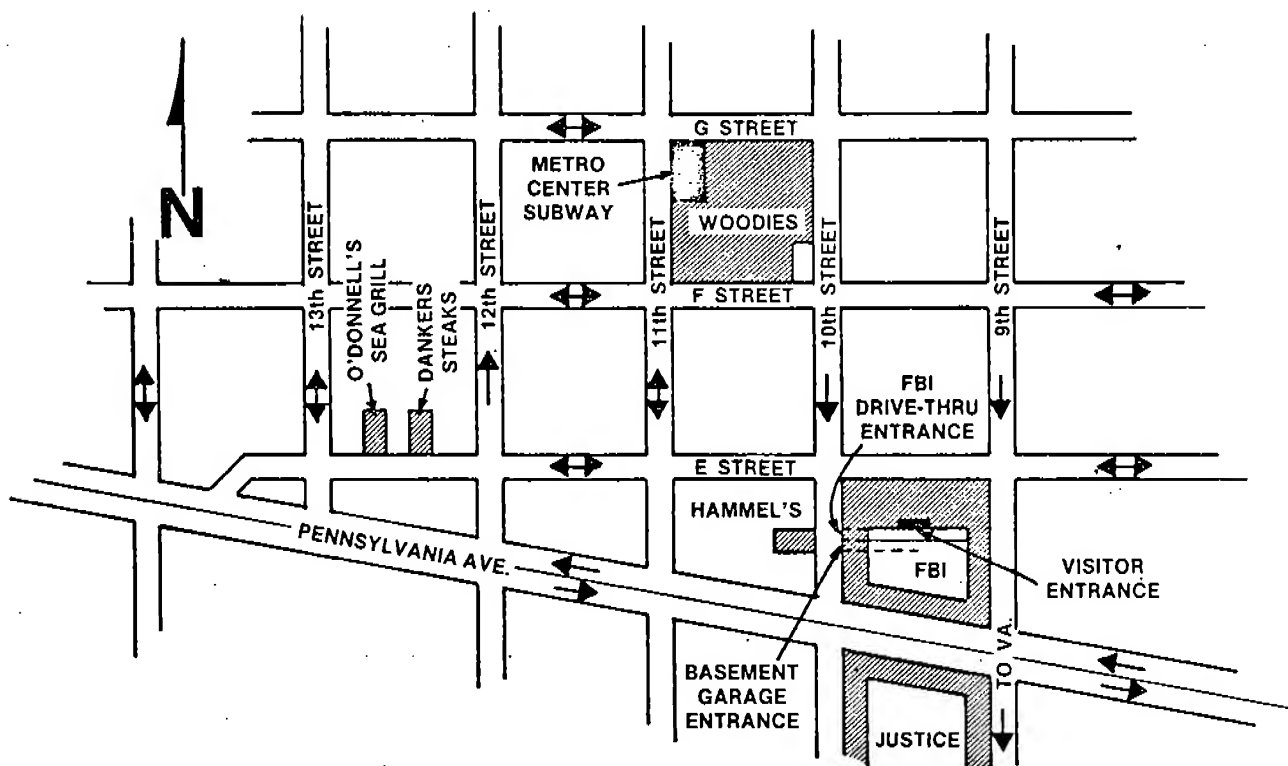 G STREET
METRO
CENTER
SUBWAY
WOODIES
N
13th STREET
O'DONNELL'S
SEA GRILL
DANKERS
STEAKS
12th STREET
11th STREET
F STREET
10th STREET
9th STREET
FBI
DRIVE-THRU
ENTRANCE
E STREET
HAMMEL'S
PENNSYLVANIA AVE.
FBI
VISITOR
ENTRANCE
TO VA.
BASEMENT
GARAGE
ENTRANCE
JUSTICE